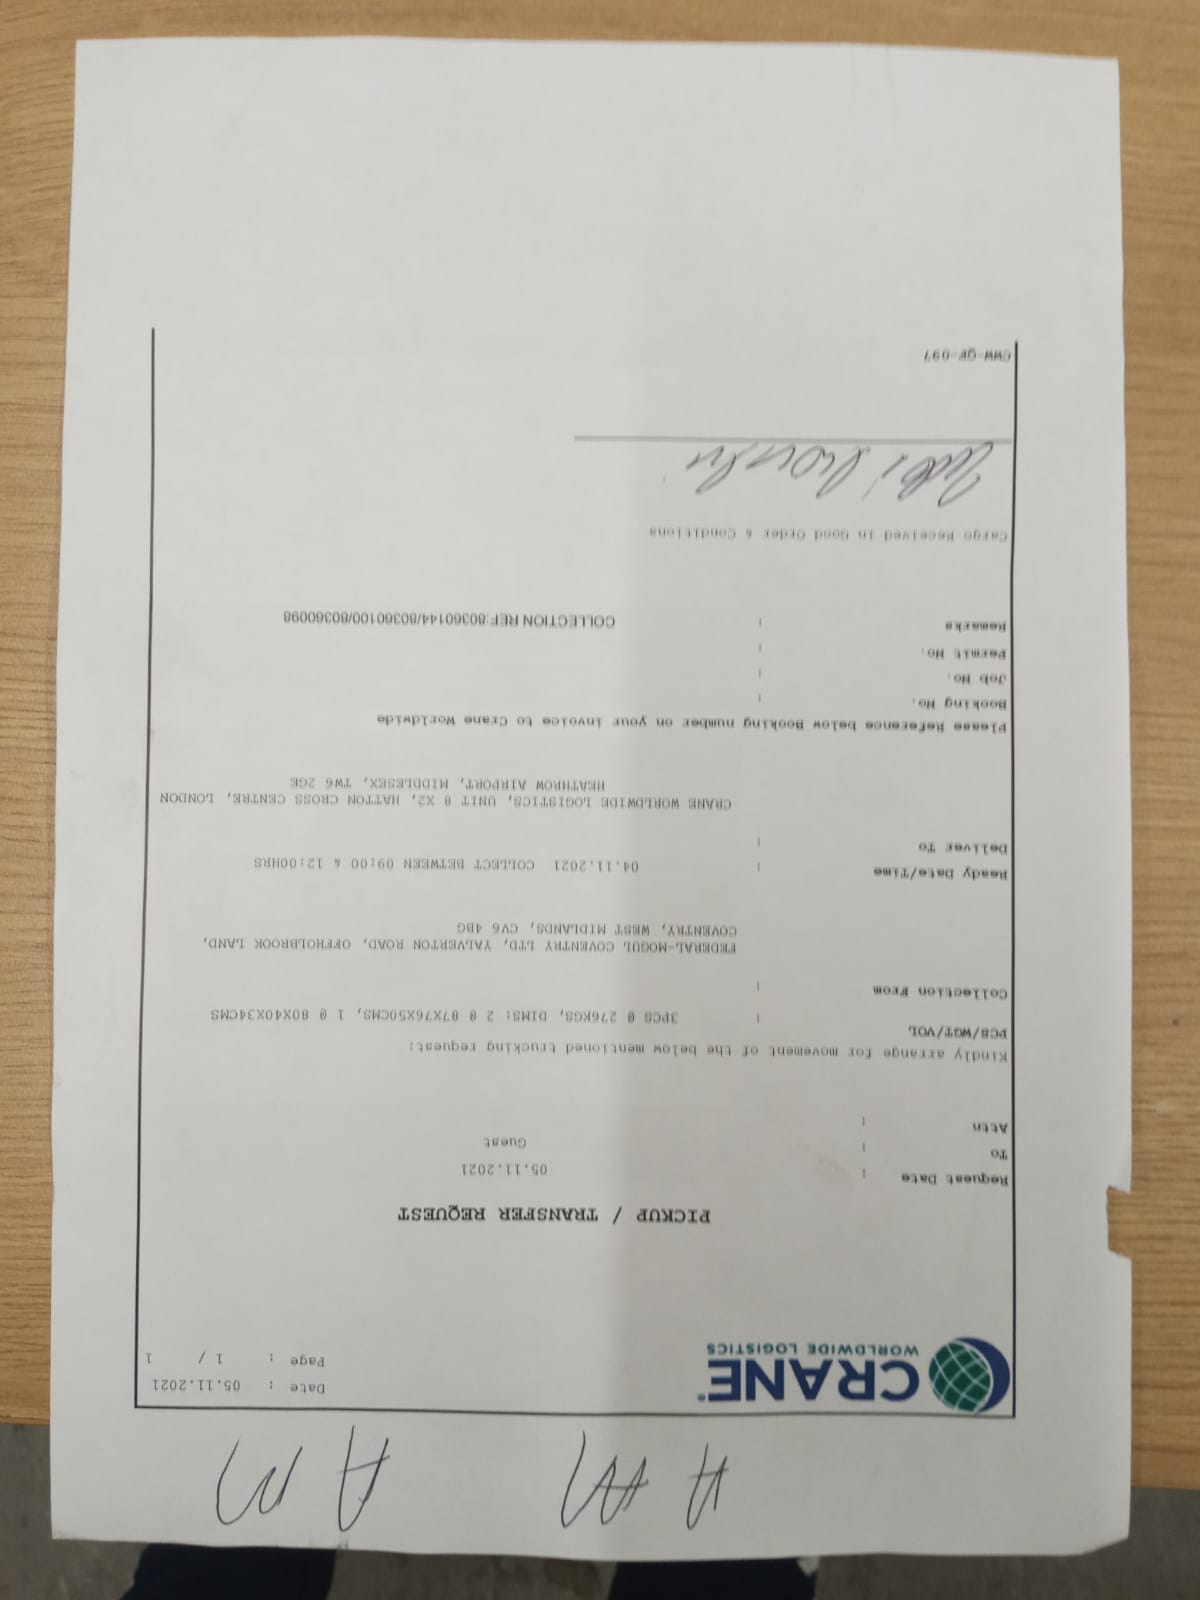 A M
CRANE
WORLDWIDE LOGISTICS
Date : 05.11.2021
Page : 1 / 1
PICKUP / TRANSFER REQUEST
Request Date : 05.11.2021
To : Guest
Attn :
Kindly arrange for movement of the below mentioned trucking request:
PCS/WGT/VOL : 3PCS @ 276KGS, DIMS: 2 @ 87X76X50CMS, 1 @ 80X40X34CMS
Collection From :
FEDERAL-MOGUL COVENTRY LTD, YALVERTON ROAD, OFFHOLBROOK LAND,
COVENTRY, WEST MIDLANDS, CV6 4BG
Ready Date/Time : 04.11.2021 COLLECT BETWEEN 09:00 & 12:00HRS
Deliver To :
CRANE WORLDWIDE LOGISTICS, UNIT 8 X2, HATTON CROSS CENTRE, LONDON
HEATHROW AIRPORT, MIDDLESEX, TW6 2GE
Please Reference below Booking number on your invoice to Crane Worldwide
Booking No. :
Job No. :
Permit No. :
Remarks : COLLECTION REF:80360144/80360100/80360098
Cargo Received in Good Order & Conditions
CWW-QF-097